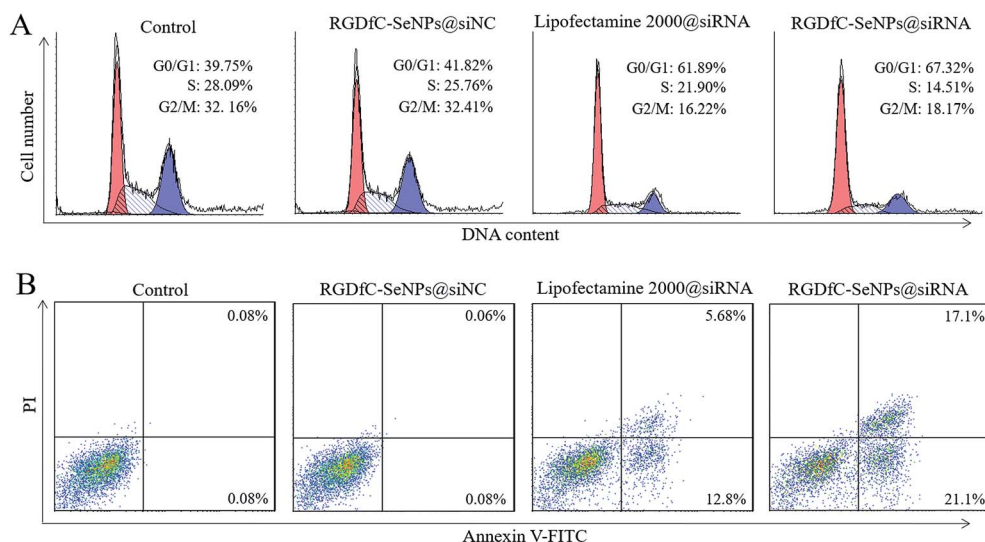 A
Control
RGDfC-SeNPs@siNC
Lipofectamine 2000@siRNA
RGDfC-SeNPs@siRNA
Cell number
G0/G1: 39.75%
S: 28.09%
G2/M: 32. 16%
G0/G1: 41.82%
S: 25.76%
G2/M: 32.41%
G0/G1: 61.89%
S: 21.90%
G2/M: 16.22%
G0/G1: 67.32%
S: 14.51%
G2/M: 18.17%
DNA content
B
Control
RGDfC-SeNPs@siNC
Lipofectamine 2000@siRNA
RGDfC-SeNPs@siRNA
PI
0.08%
0.06%
5.68%
17.1%
0.08%
0.08%
12.8%
21.1%
Annexin V-FITC